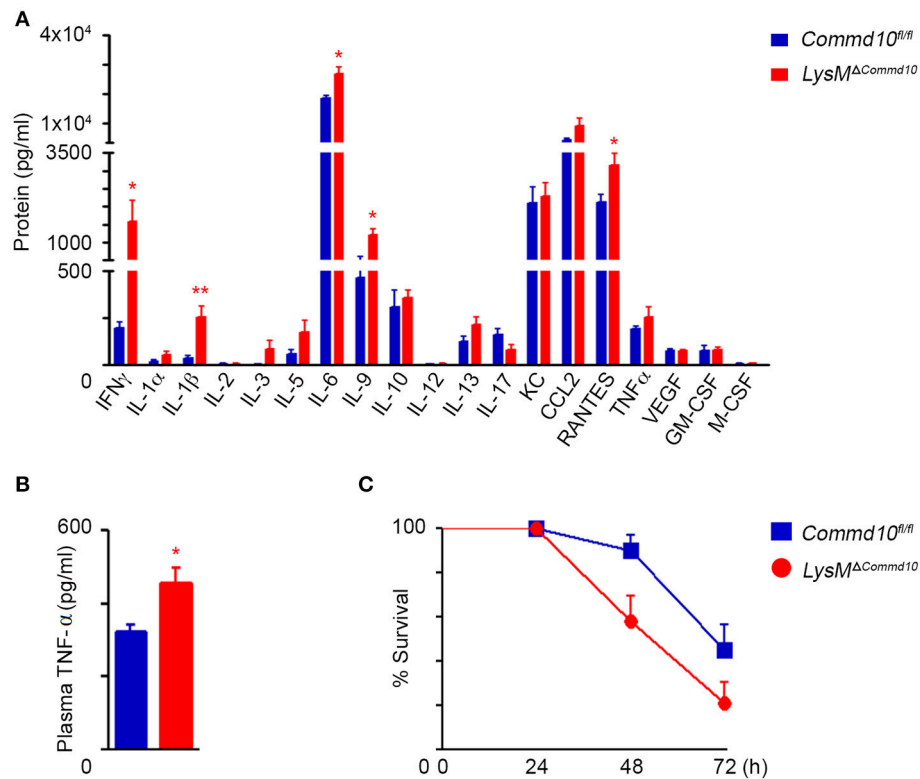 A
4x10⁴
1x10⁴
3500
1000
500
0
Protein (pg/ml)
* ** * * *
IFNγ IL-1α IL-1β IL-2 IL-3 IL-5 IL-6 IL-9 IL-10 IL-12 IL-13 IL-17 KC CCL2 RANTES TNFα VEGF GM-CSF M-CSF
Commd10fl/fl
LysMΔCommd10
B
600
0
Plasma TNF-α (pg/ml)
*
C
100
0
% Survival
0 24 48 72 (h)
Commd10fl/fl
LysMΔCommd10